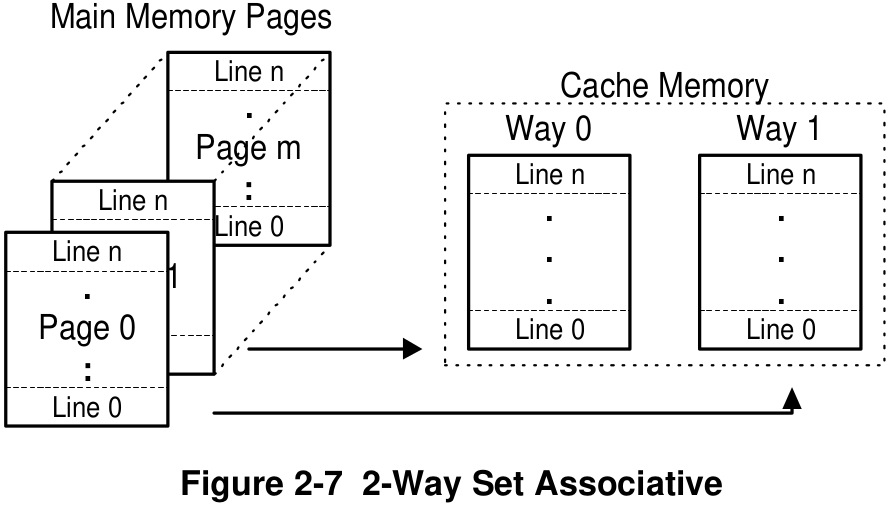 Main Memory Pages
Line n
Page m
Line 0
Line n
1
Line n
Page 0
Line 0
Cache Memory
Way 0
Way 1
Line n
Line n
Line 0
Line 0
Figure 2-7 2-Way Set Associative